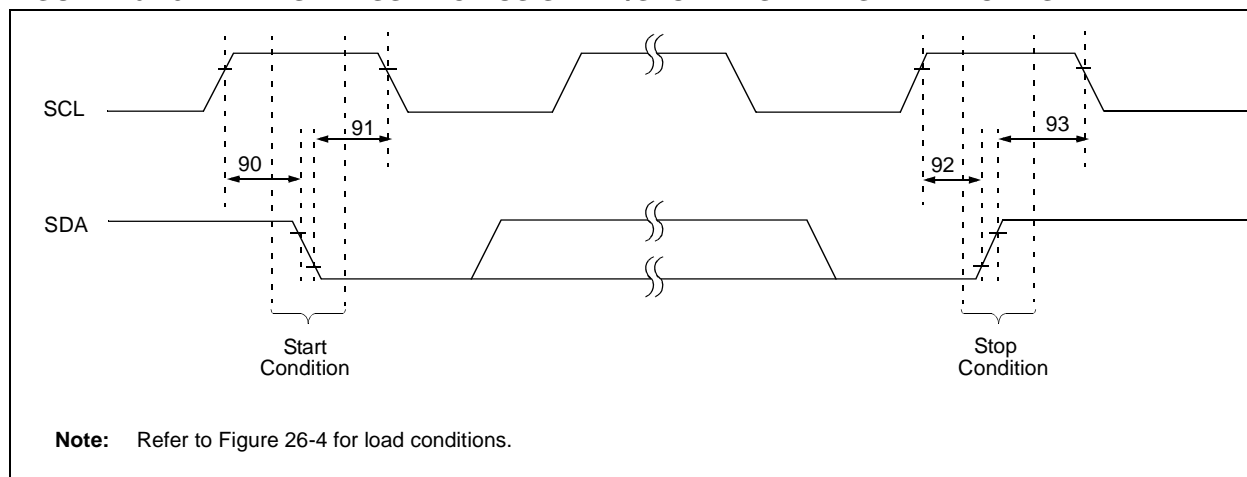 SCL
91
93
90
92
SDA
Start
Condition
Stop
Condition
Note: Refer to Figure 26-4 for load conditions.